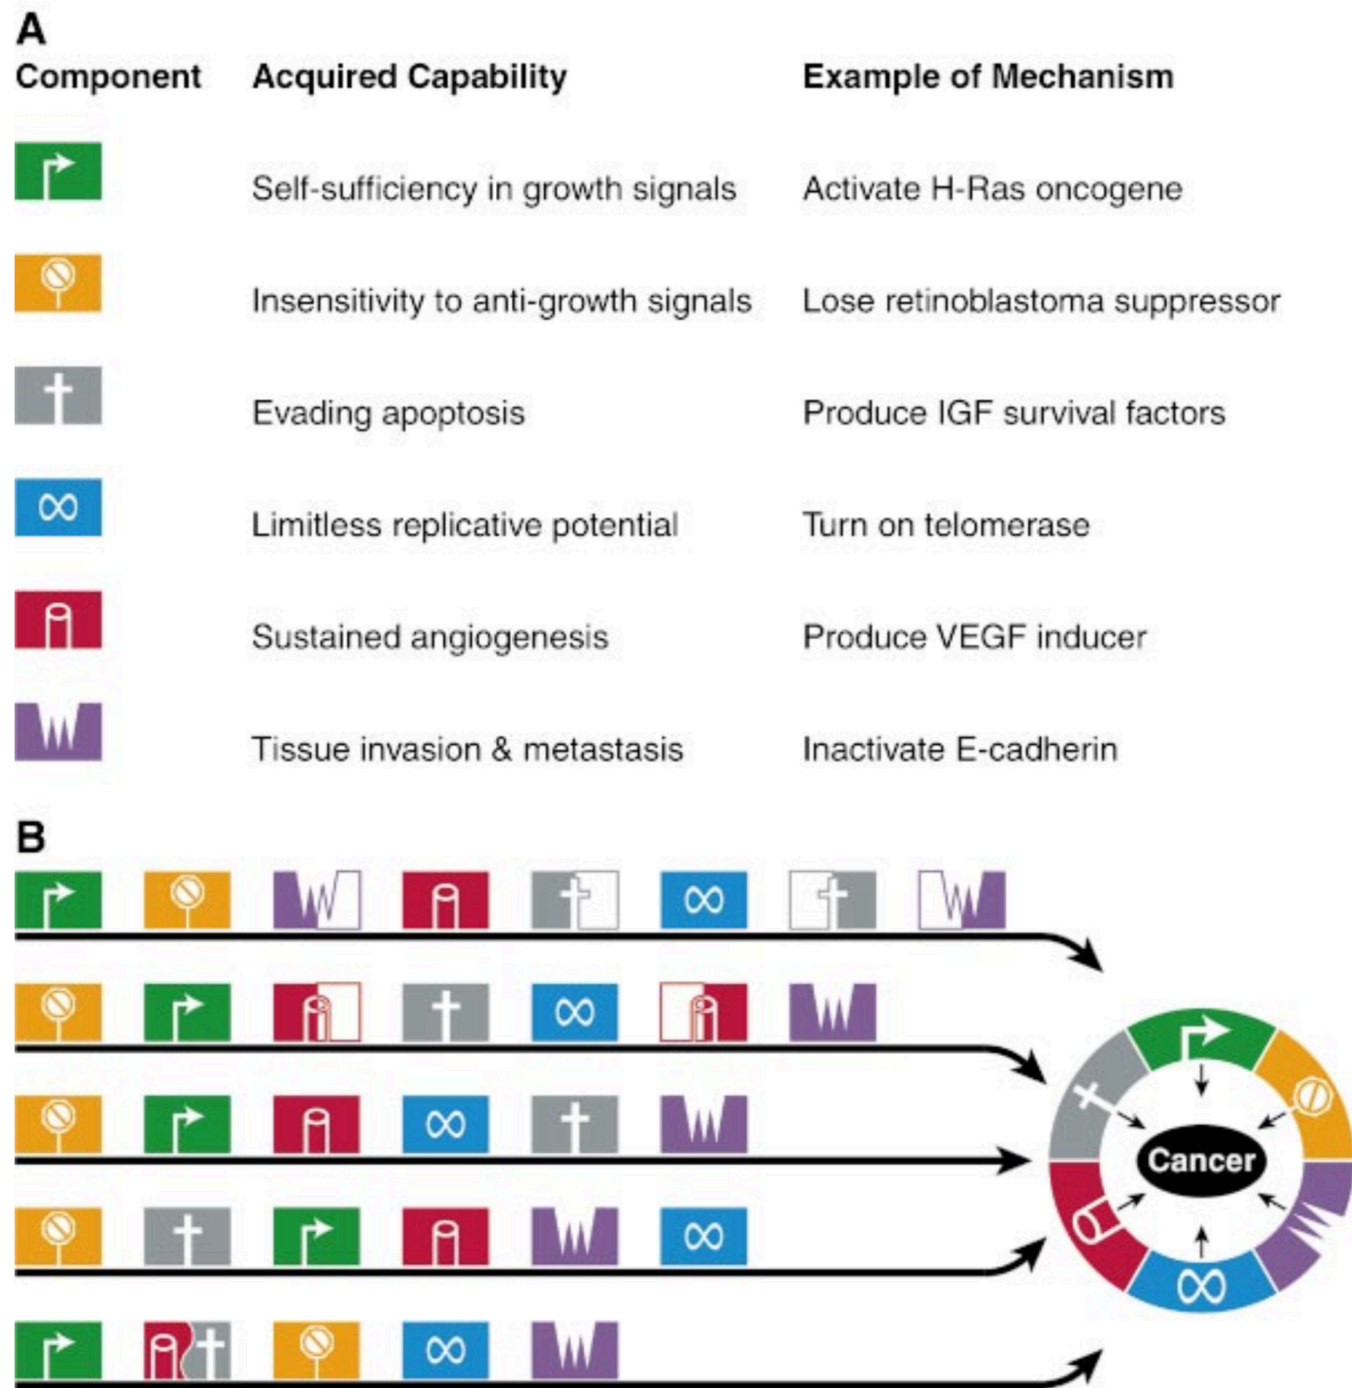 A
Component Acquired Capability Example of Mechanism
Self-sufficiency in growth signals Activate H-Ras oncogene
Insensitivity to anti-growth signals Lose retinoblastoma suppressor
Evading apoptosis Produce IGF survival factors
Limitless replicative potential Turn on telomerase
Sustained angiogenesis Produce VEGF inducer
Tissue invasion & metastasis Inactivate E-cadherin
B
Cancer